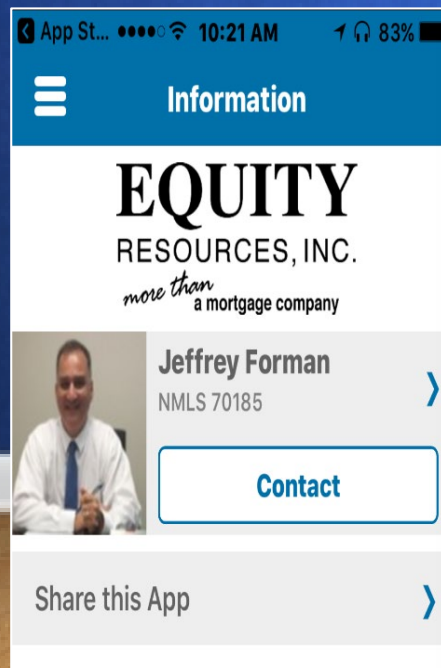 App St... 10:21 AM 83%
Information
EQUITY
RESOURCES, INC.
more than
a mortgage company
Jeffrey Forman
NMLS 70185
Contact
Share this App